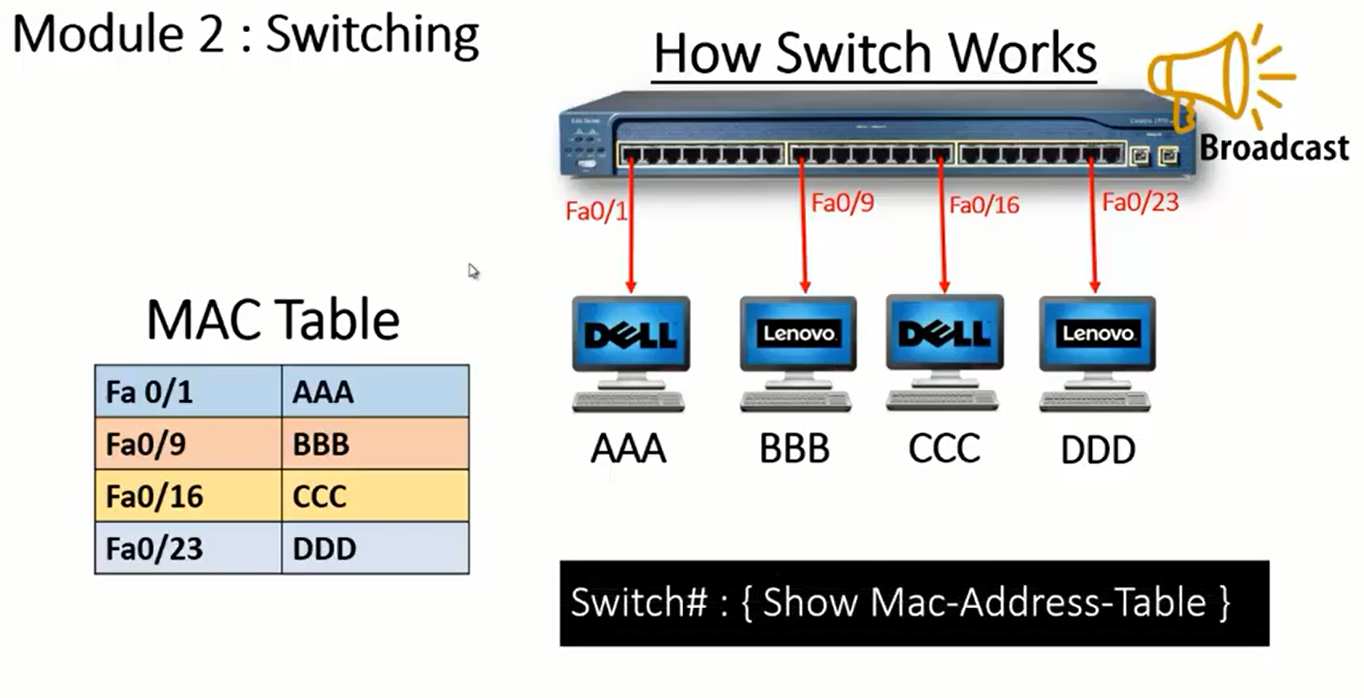 Module 2 : Switching
How Switch Works
Broadcast
Fa0/1
Fa0/9
Fa0/16
Fa0/23
DELL
Lenovo
DELL
Lenovo
AAA
BBB
CCC
DDD
MAC Table
Fa 0/1 AAA
Fa0/9 BBB
Fa0/16 CCC
Fa0/23 DDD
Switch# : { Show Mac-Address-Table }